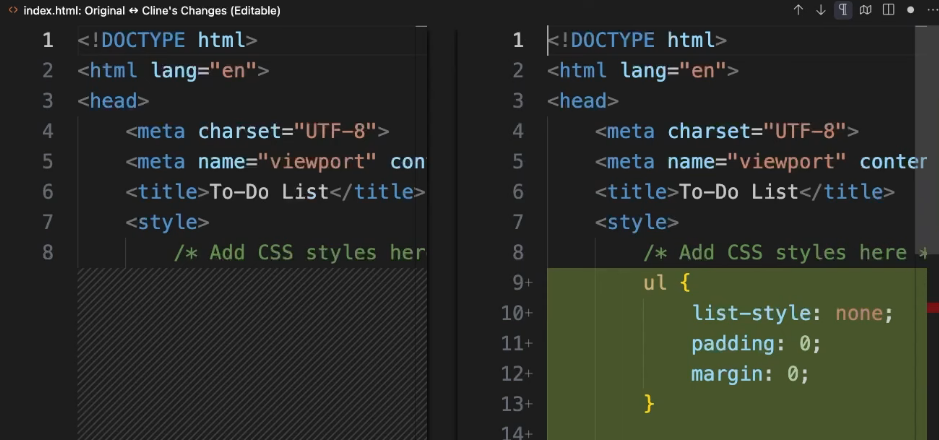 index.html: Original ↔ Cline's Changes (Editable)
1 <!DOCTYPE html>
2 <html lang="en">
3 <head>
4 <meta charset="UTF-8">
5 <meta name="viewport" con
6 <title>To-Do List</title>
7 <style>
8 /* Add CSS styles her
1 <!DOCTYPE html>
2 <html lang="en">
3 <head>
4 <meta charset="UTF-8">
5 <meta name="viewport" conter
6 <title>To-Do List</title>
7 <style>
8 /* Add CSS styles here *
9+ ul {
10+ list-style: none;
11+ padding: 0;
12+ margin: 0;
13+ }
14+